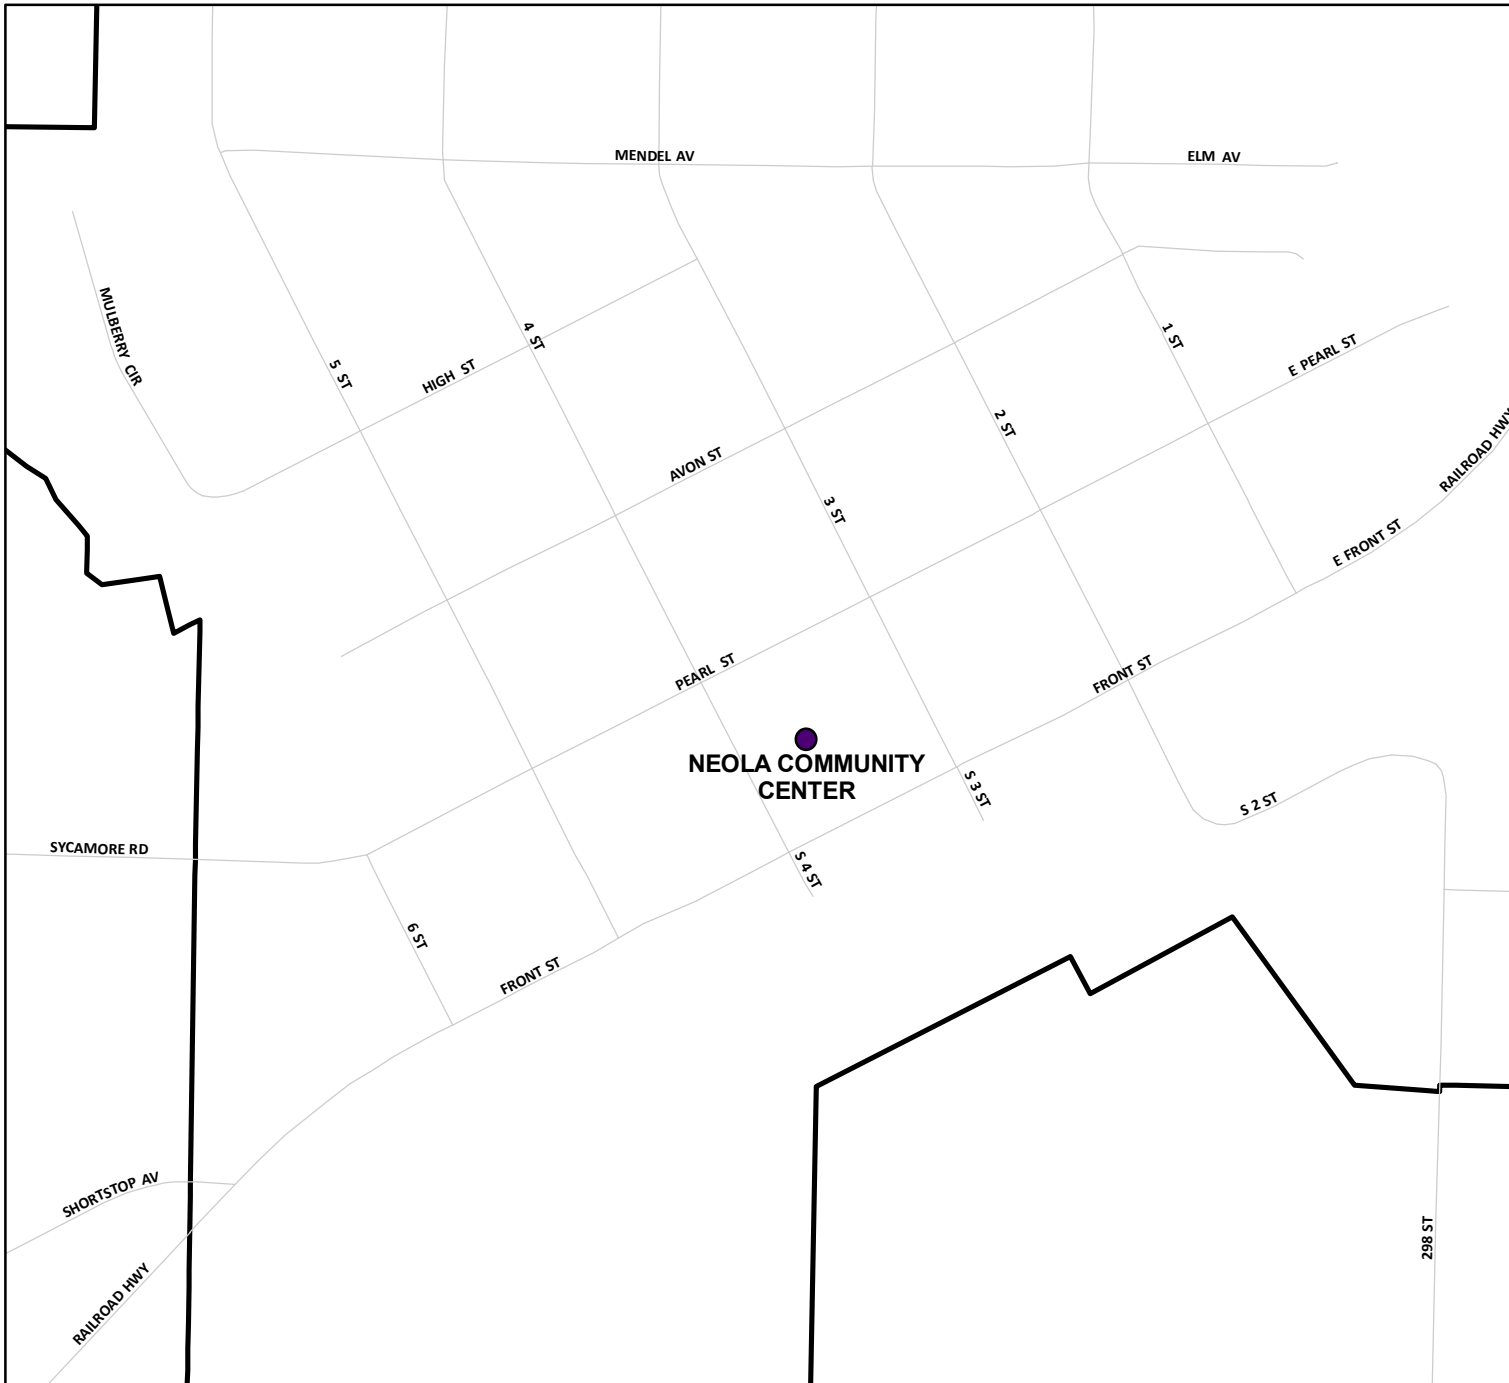 MENDEL AV
ELM AV
MULBERRY CIR
5 ST
HIGH ST
4 ST
1 ST
E PEARL ST
2 ST
AVON ST
3 ST
RAILROAD HWY
E FRONT ST
PEARL ST
FRONT ST
NEOLA COMMUNITY
CENTER
S 3 ST
S 2 ST
SYCAMORE RD
S 4 ST
6 ST
FRONT ST
SHORTSTOP AV
298 ST
RAILROAD HWY